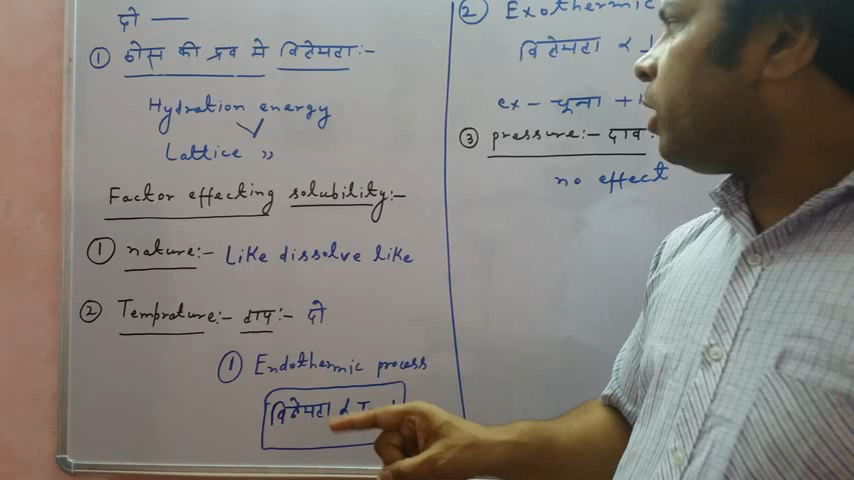 दो —
① ठोस की द्रव मे विलेयता:-
Hydration energy
Lattice "
Factor effecting solubility:-
① nature:- Like dissolve like
② Temprature:- ताप:- दो
① Endothermic process
विलेयता ∝
② Exothermic
विलेयता ∝
ex- चूना +
③ pressure:- दाब
no effect